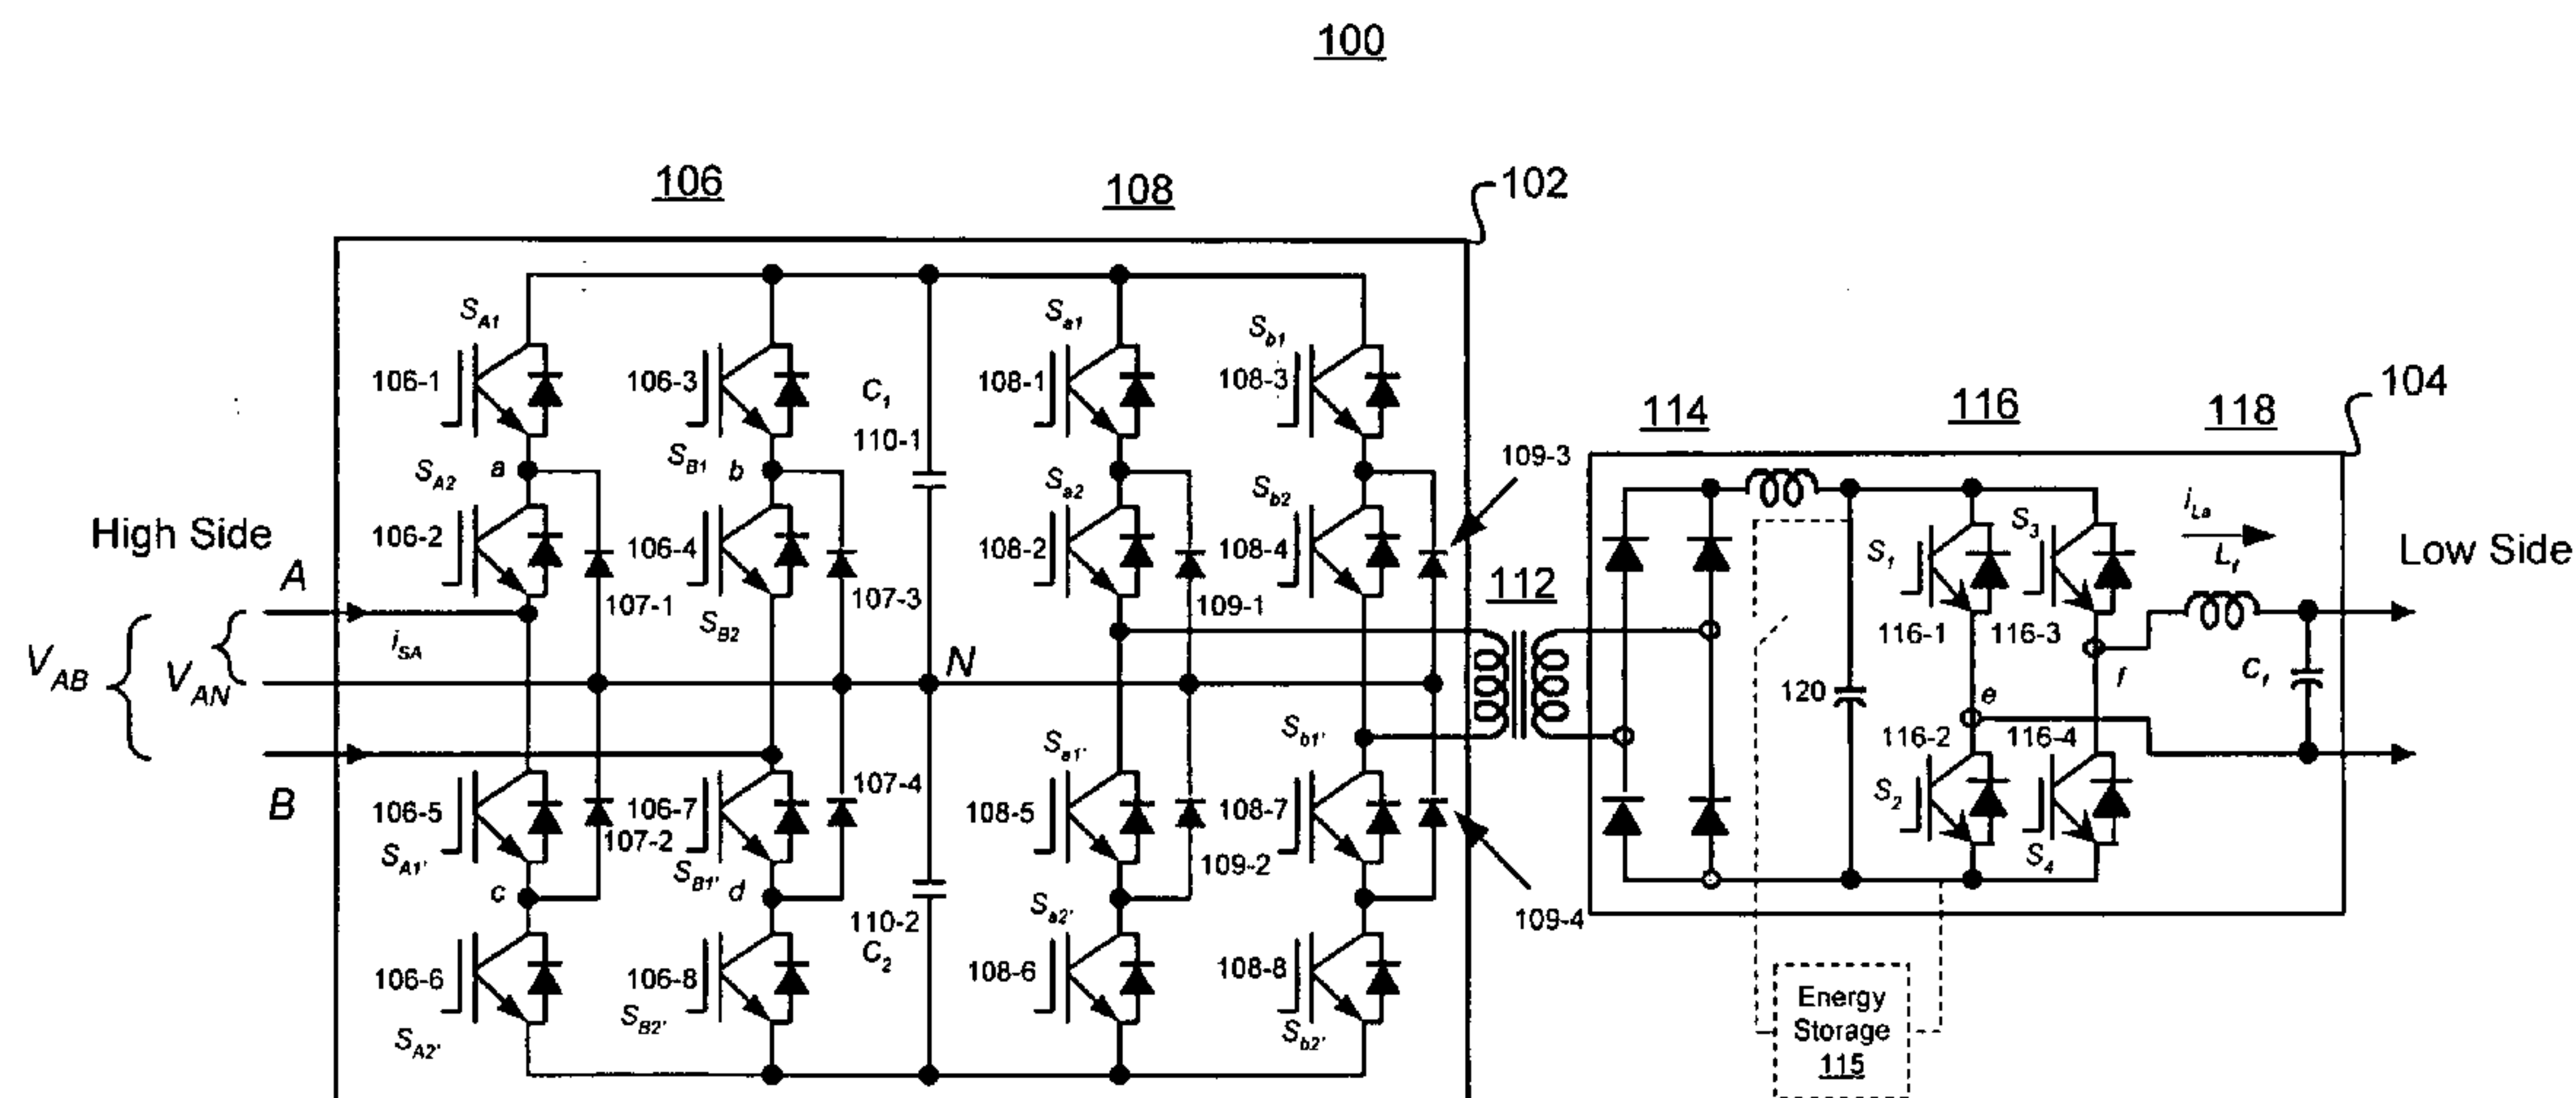 100
106
108
102
S_A1
S_a1
S_b1
106-1
106-3
C_1
108-1
108-3
104
114
116
118
110-1
109-3
S_A2
a
S_B1
b
S_a2
S_b2
High Side
106-2
106-4
108-2
108-4
S_1
S_3
i_La
L_f
Low Side
A
107-1
107-3
109-1
112
116-1
116-3
i_SA
S_B2
V_AB
V_AN
N
120
e
f
C_f
B
S_a1'
S_b1'
116-2
116-4
106-5
107-2
106-7
107-4
108-5
108-7
S_2
S_A1'
S_B1'
109-2
S_4
c
d
110-2
C_2
S_a2'
109-4
106-6
106-8
108-6
108-8
S_A2'
S_B2'
S_b2'
Energy
Storage
115